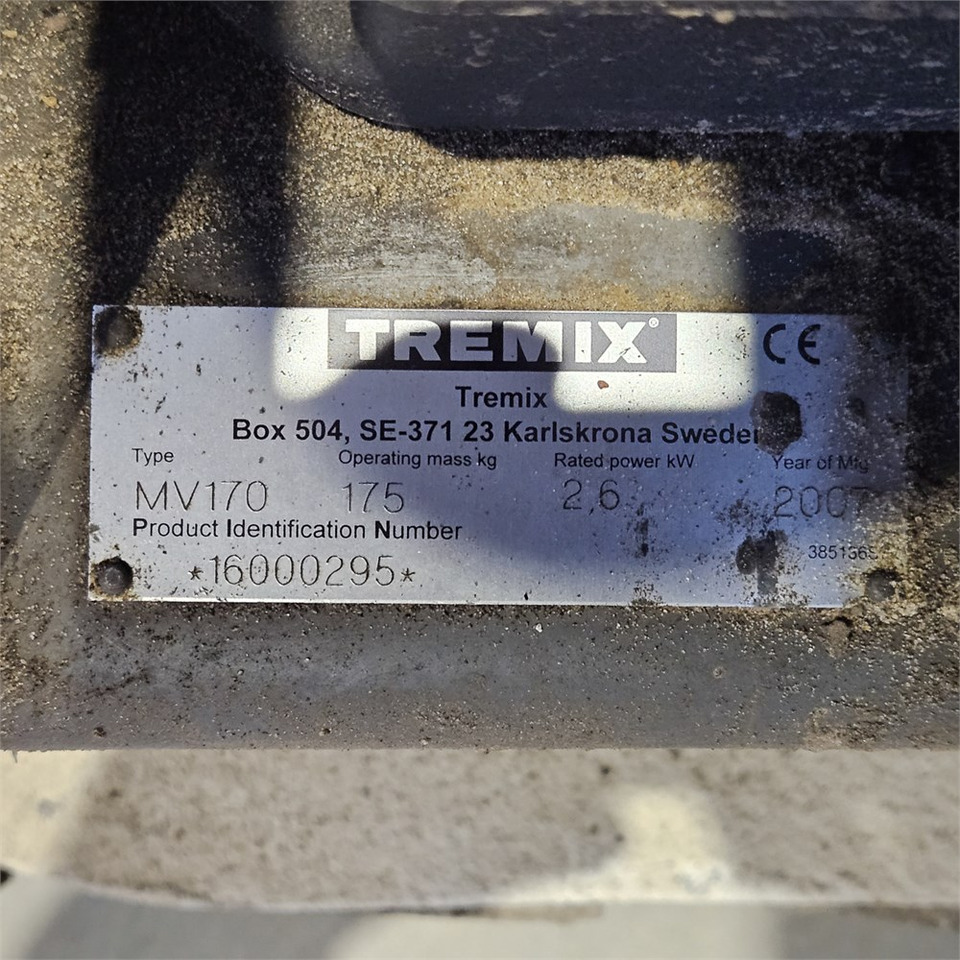 TREMIX®
CE
Tremix
Box 504, SE-371 23 Karlskrona Sweden
Type Operating mass kg Rated power kW Year of Mfg
MV170 175 2,6 2007
Product Identification Number
*16000295*